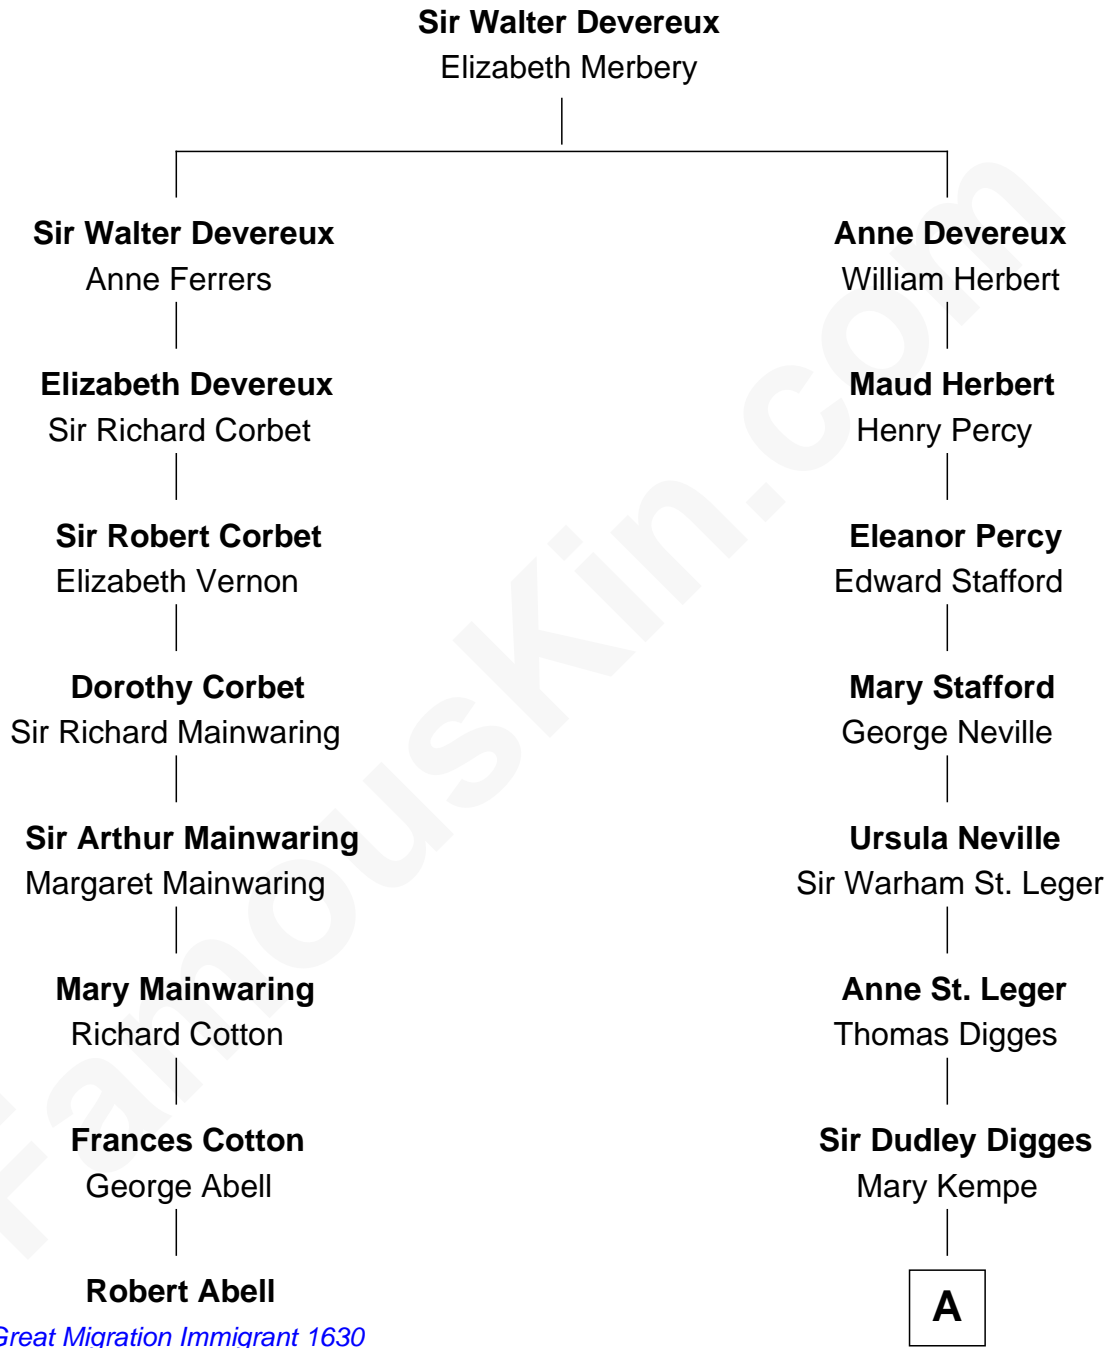 Sir Walter Devereux
Elizabeth Merbery
Sir Walter Devereux
Anne Ferrers
Elizabeth Devereux
Sir Richard Corbet
Sir Robert Corbet
Elizabeth Vernon
Dorothy Corbet
Sir Richard Mainwaring
Sir Arthur Mainwaring
Margaret Mainwaring
Mary Mainwaring
Richard Cotton
Frances Cotton
George Abell
Robert Abell
Great Migration Immigrant 1630
Anne Devereux
William Herbert
Maud Herbert
Henry Percy
Eleanor Percy
Edward Stafford
Mary Stafford
George Neville
Ursula Neville
Sir Warham St. Leger
Anne St. Leger
Thomas Digges
Sir Dudley Digges
Mary Kempe
A
FamousKin.com